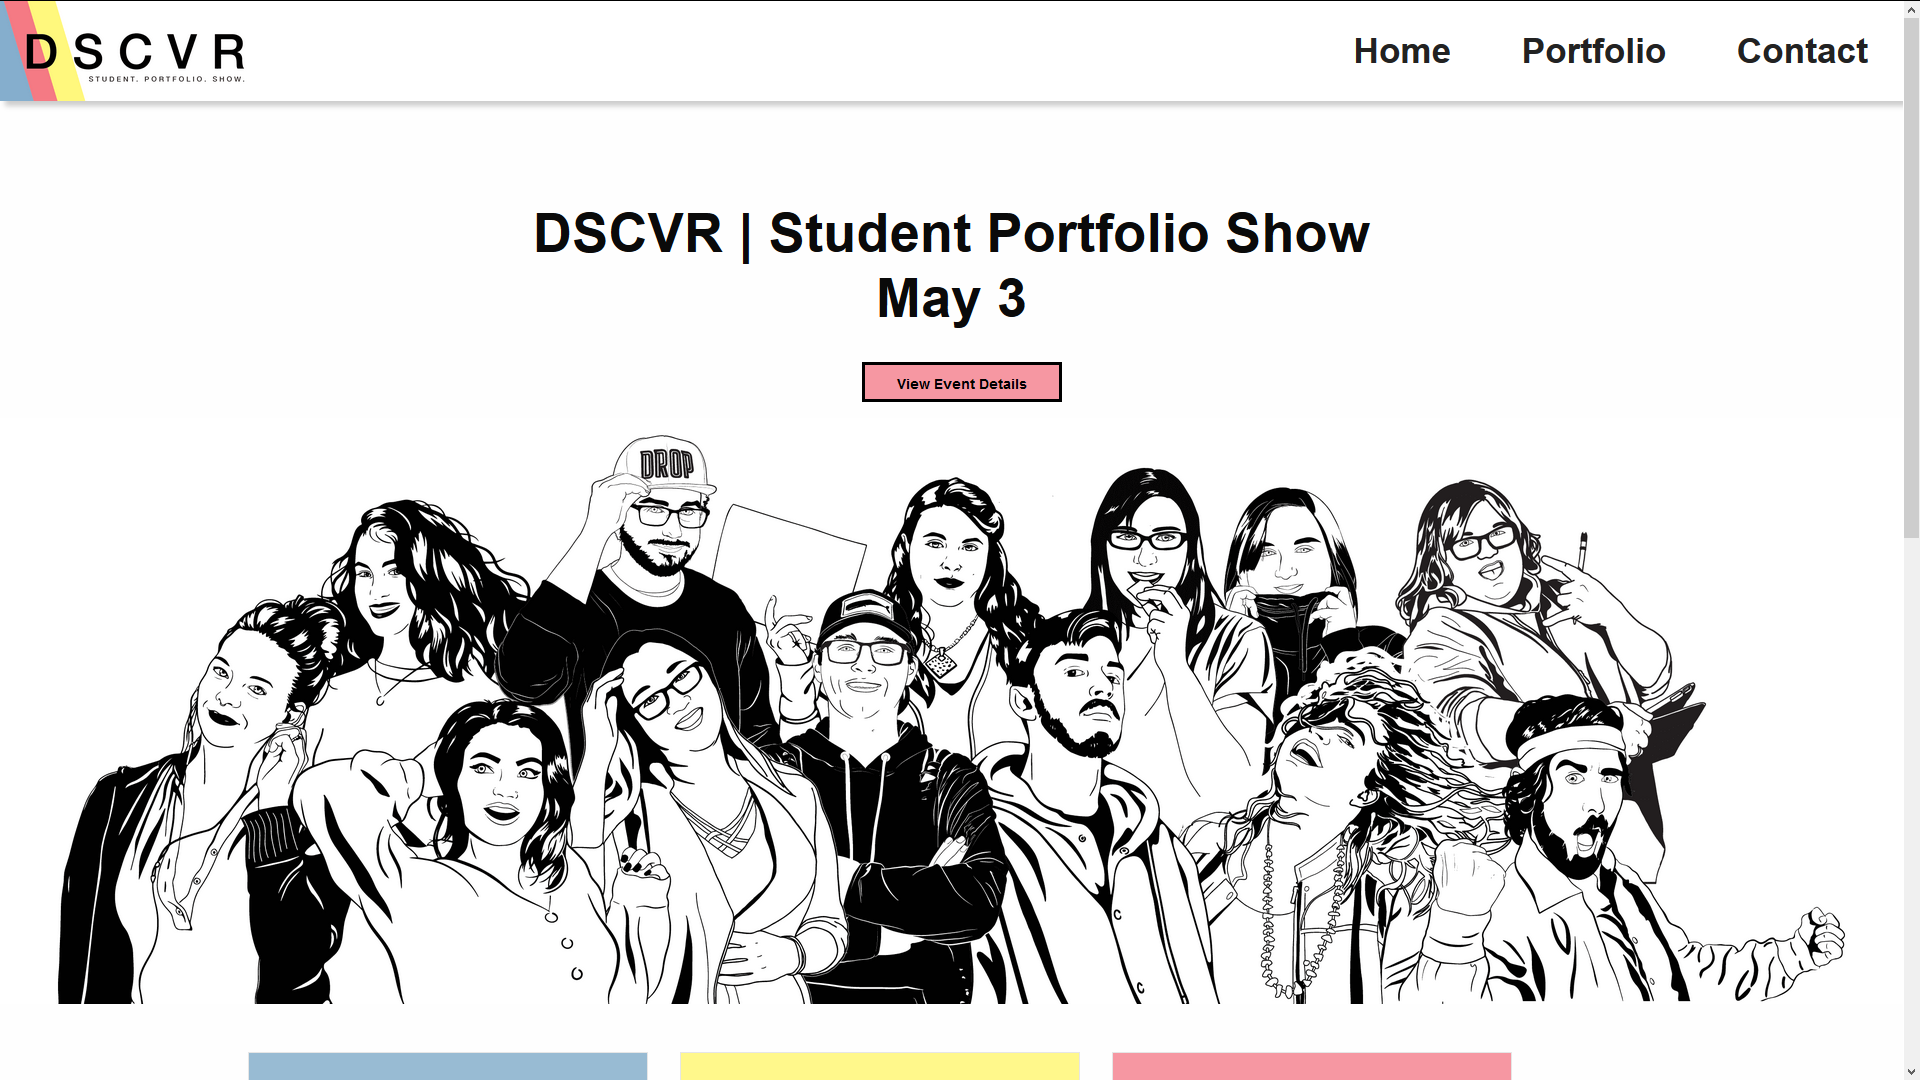 DSCVR
STUDENT. PORTFOLIO. SHOW.
Home Portfolio Contact
DSCVR | Student Portfolio Show
May 3
View Event Details
DROP